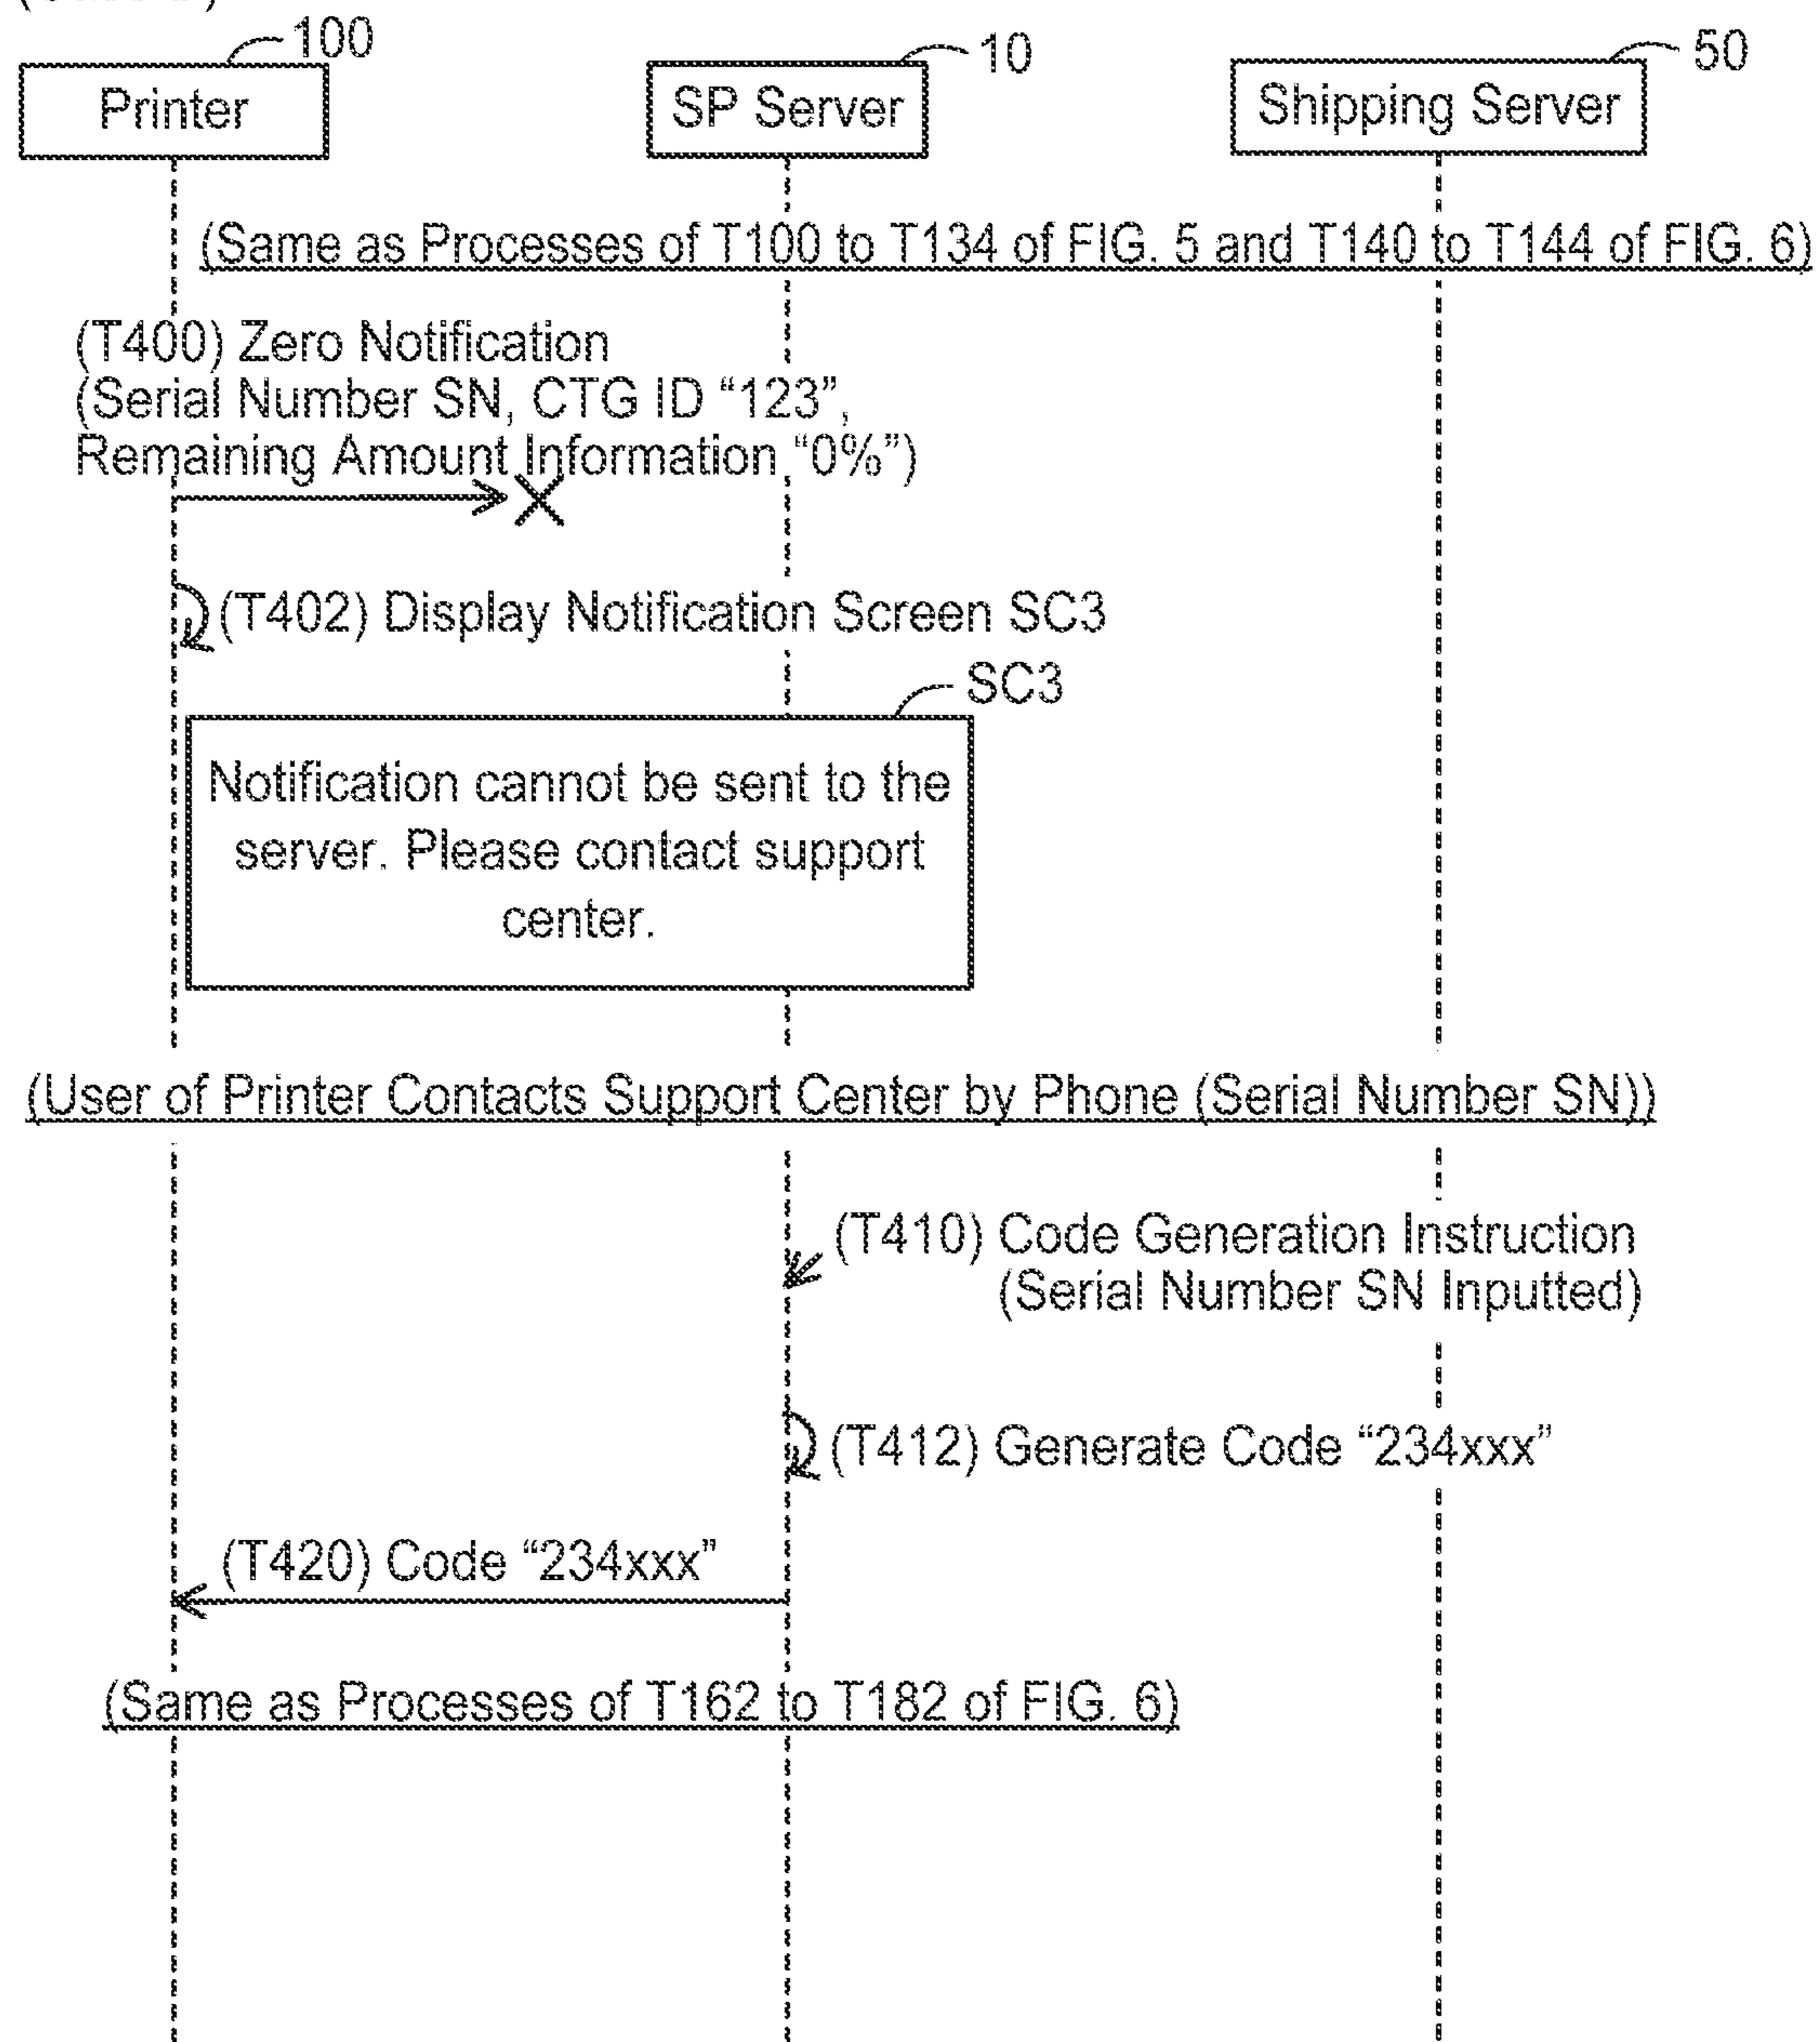 100
10
50
Printer
SP Server
Shipping Server
(Same as Processes of T100 to T134 of FIG. 5 and T140 to T144 of FIG. 6)
(T400) Zero Notification
(Serial Number SN, CTG ID “123”,
Remaining Amount Information “0%”)
(T402) Display Notification Screen SC3
SC3
Notification cannot be sent to the
server. Please contact support
center.
(User of Printer Contacts Support Center by Phone (Serial Number SN))
(T410) Code Generation Instruction
(Serial Number SN Inputted)
(T412) Generate Code “234xxx”
(T420) Code “234xxx”
(Same as Processes of T162 to T182 of FIG. 6)